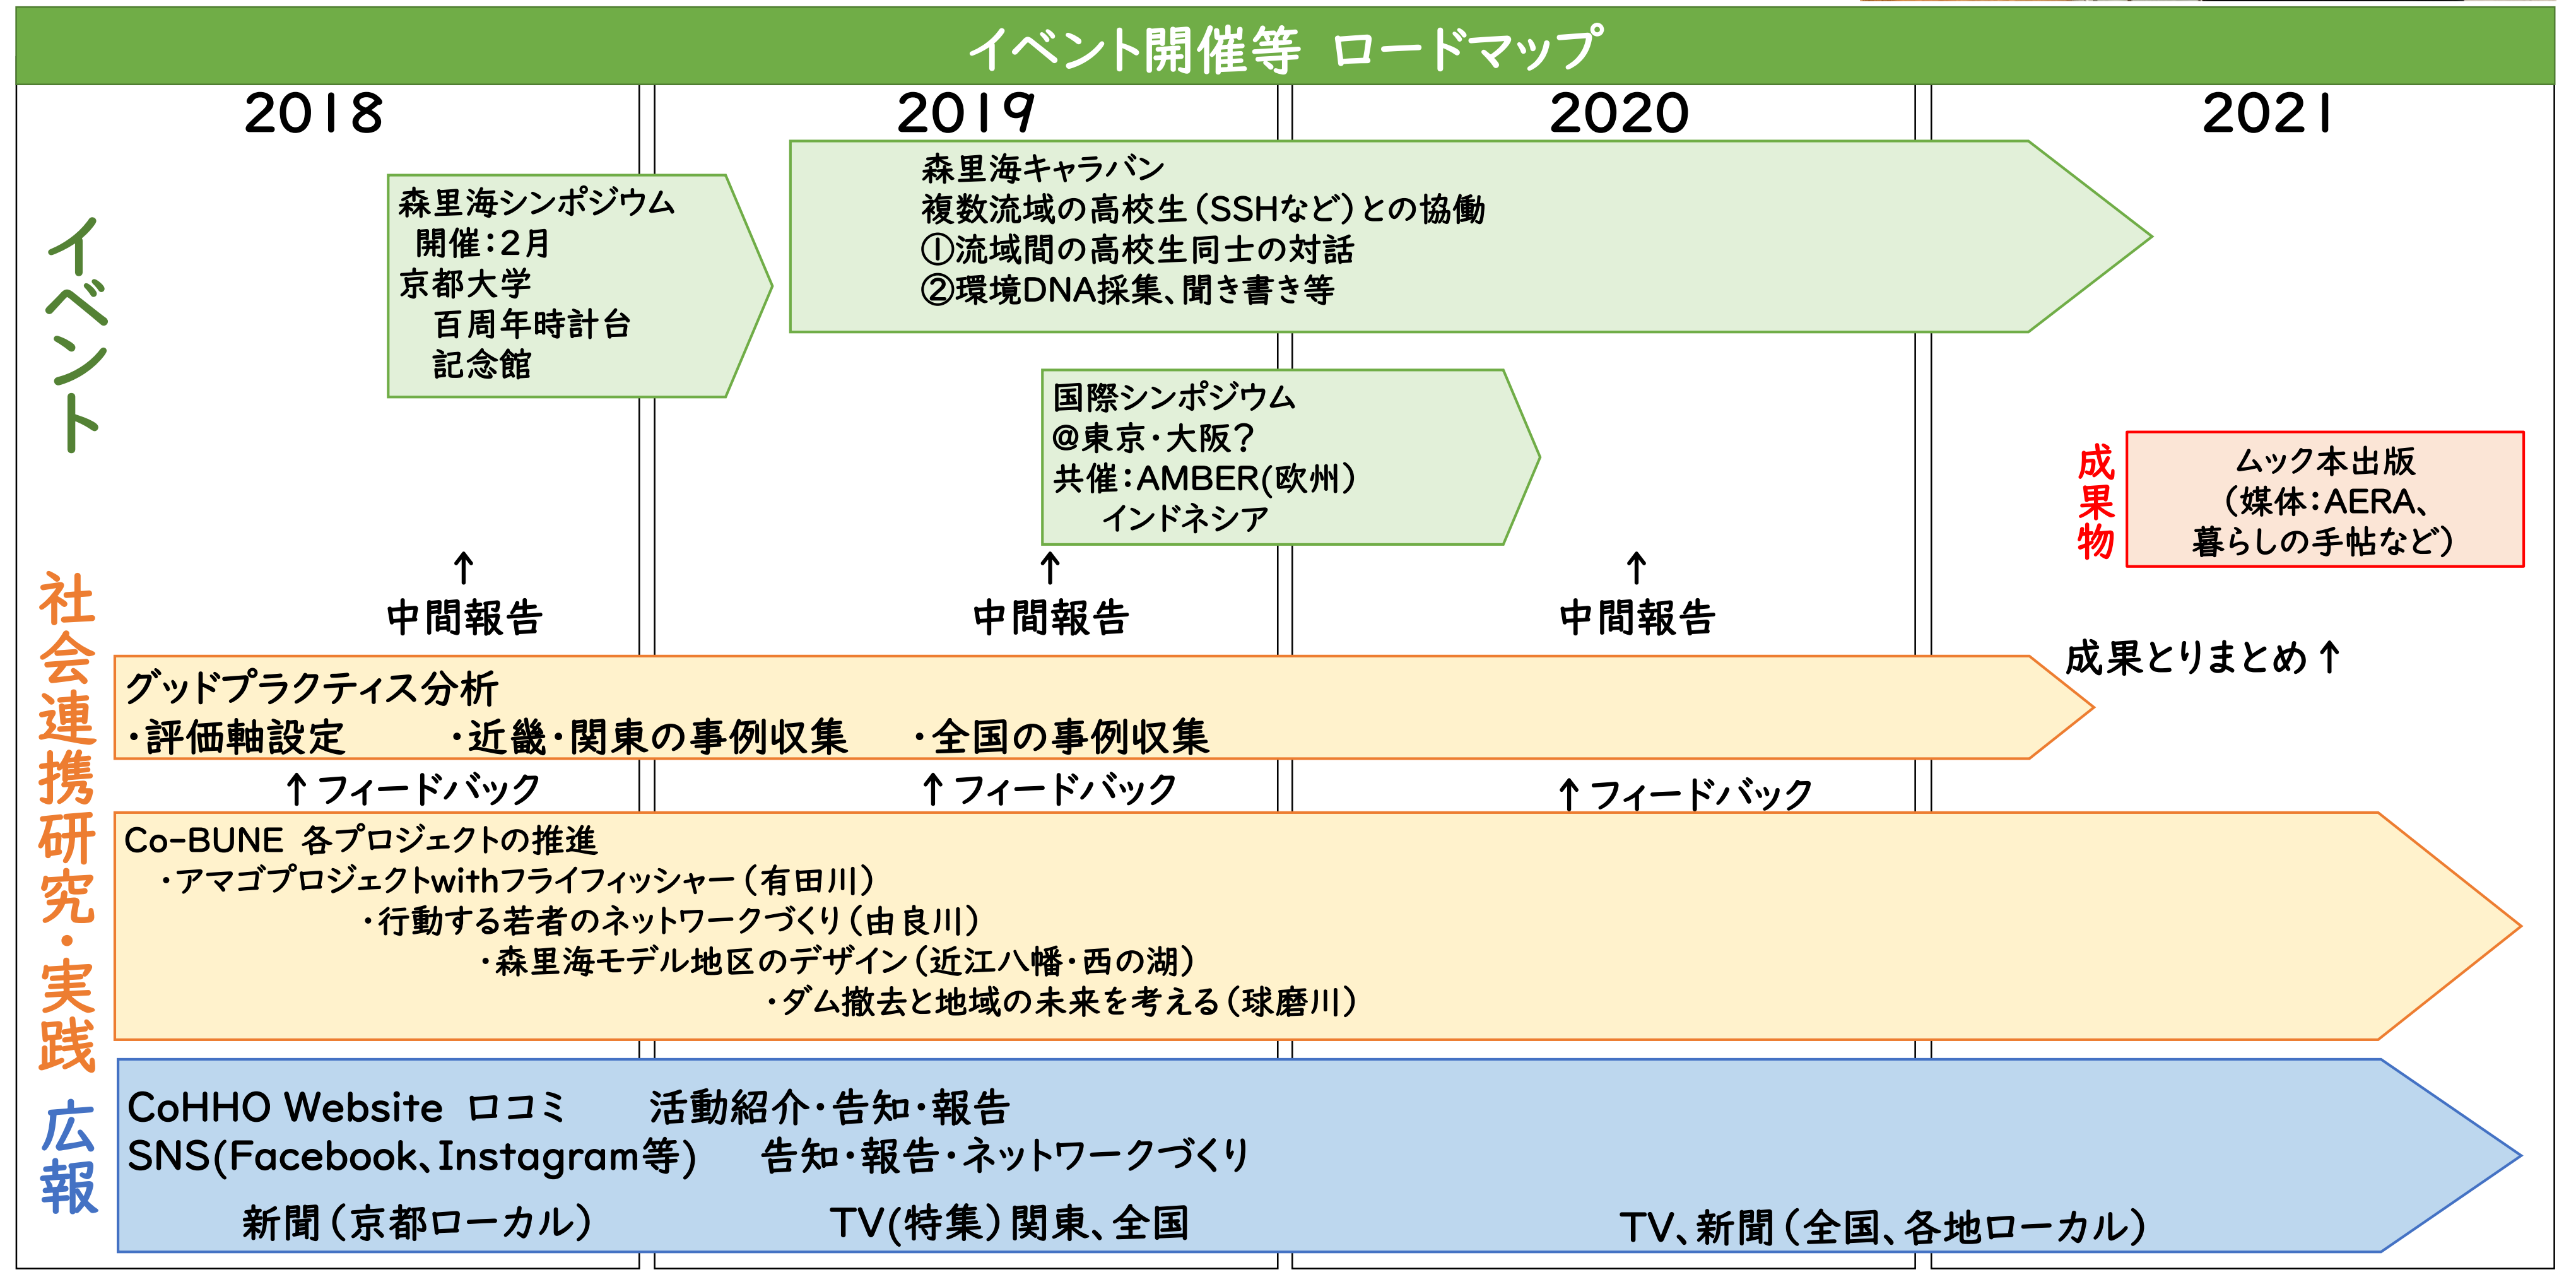 イベント開催等 ロードマップ
2018
2019
2020
2021
イベント
森里海シンポジウム
開催：2月
京都大学
百周年時計台
記念館
森里海キャラバン
複数流域の高校生（SSHなど）との協働
①流域間の高校生同士の対話
②環境DNA採集、聞き書き等
国際シンポジウム
@東京・大阪？
共催：AMBER(欧州）
インドネシア
成果物
ムック本出版
（媒体：AERA、
暮らしの手帖など）
社会連携研究・実践
↑
中間報告
↑
中間報告
↑
中間報告
成果とりまとめ ↑
グッドプラクティス分析
・評価軸設定 ・近畿・関東の事例収集 ・全国の事例収集
↑ フィードバック
↑ フィードバック
↑ フィードバック
Co-BUNE 各プロジェクトの推進
・アマゴプロジェクトwithフライフィッシャー（有田川）
・行動する若者のネットワークづくり（由良川）
・森里海モデル地区のデザイン（近江八幡・西の湖）
・ダム撤去と地域の未来を考える（球磨川）
広報
CoHHO Website 口コミ 活動紹介・告知・報告
SNS(Facebook、Instagram等) 告知・報告・ネットワークづくり
新聞（京都ローカル） TV(特集）関東、全国 TV、新聞（全国、各地ローカル）